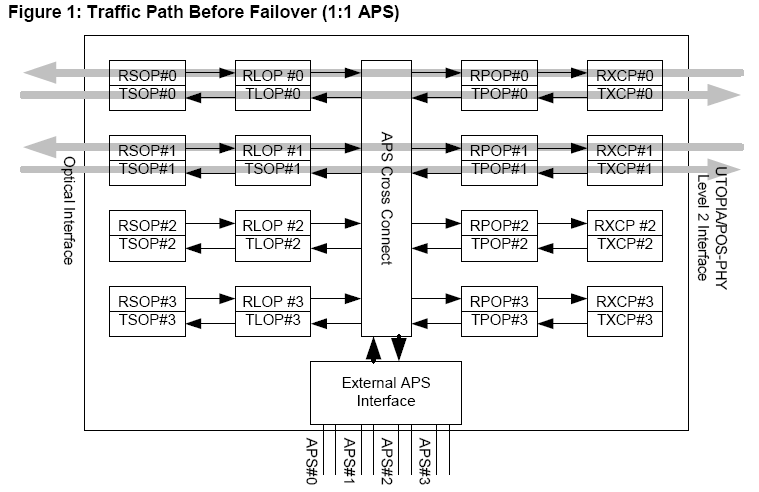 Figure 1: Traffic Path Before Failover (1:1 APS)
RSOP#0
TSOP#0
RLOP #0
TLOP#0
RPOP#0
TPOP#0
RXCP#0
TXCP#0
RSOP#1
TSOP#1
RLOP #1
TSOP#1
RPOP#1
TPOP#1
RXCP#1
TXCP#1
RSOP#2
TSOP#2
RLOP #2
TLOP#2
RPOP#2
TPOP#2
RXCP #2
TXCP#2
RSOP#3
TSOP#3
RLOP #3
TLOP#3
RPOP#3
TPOP#3
RXCP#3
TXCP#3
Optical Interface
APS Cross Connect
UTOPIA/POS-PHY
Level 2 Interface
External APS
Interface
APS#0
APS#1
APS#2
APS#3